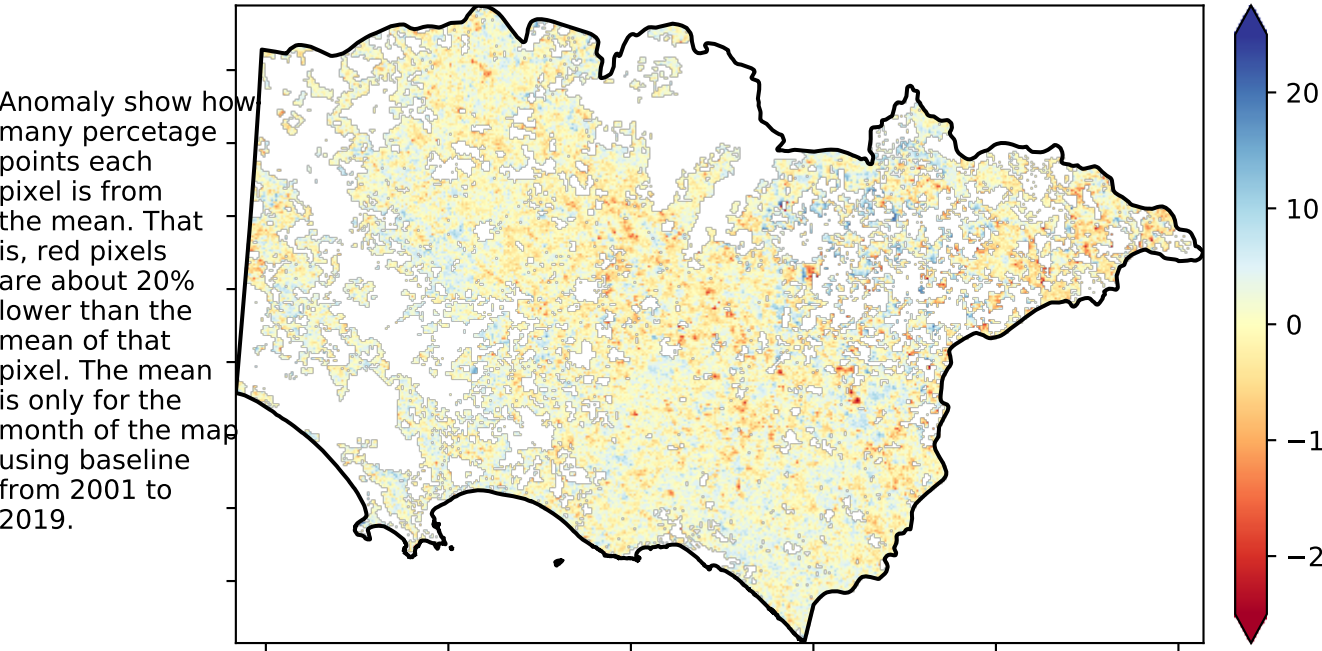 Anomaly show how
many percetage
points each
pixel is from
the mean. That
is, red pixels
are about 20%
lower than the
mean of that
pixel. The mean
is only for the
month of the map
using baseline
from 2001 to
2019.
20
10
0
−1
−2